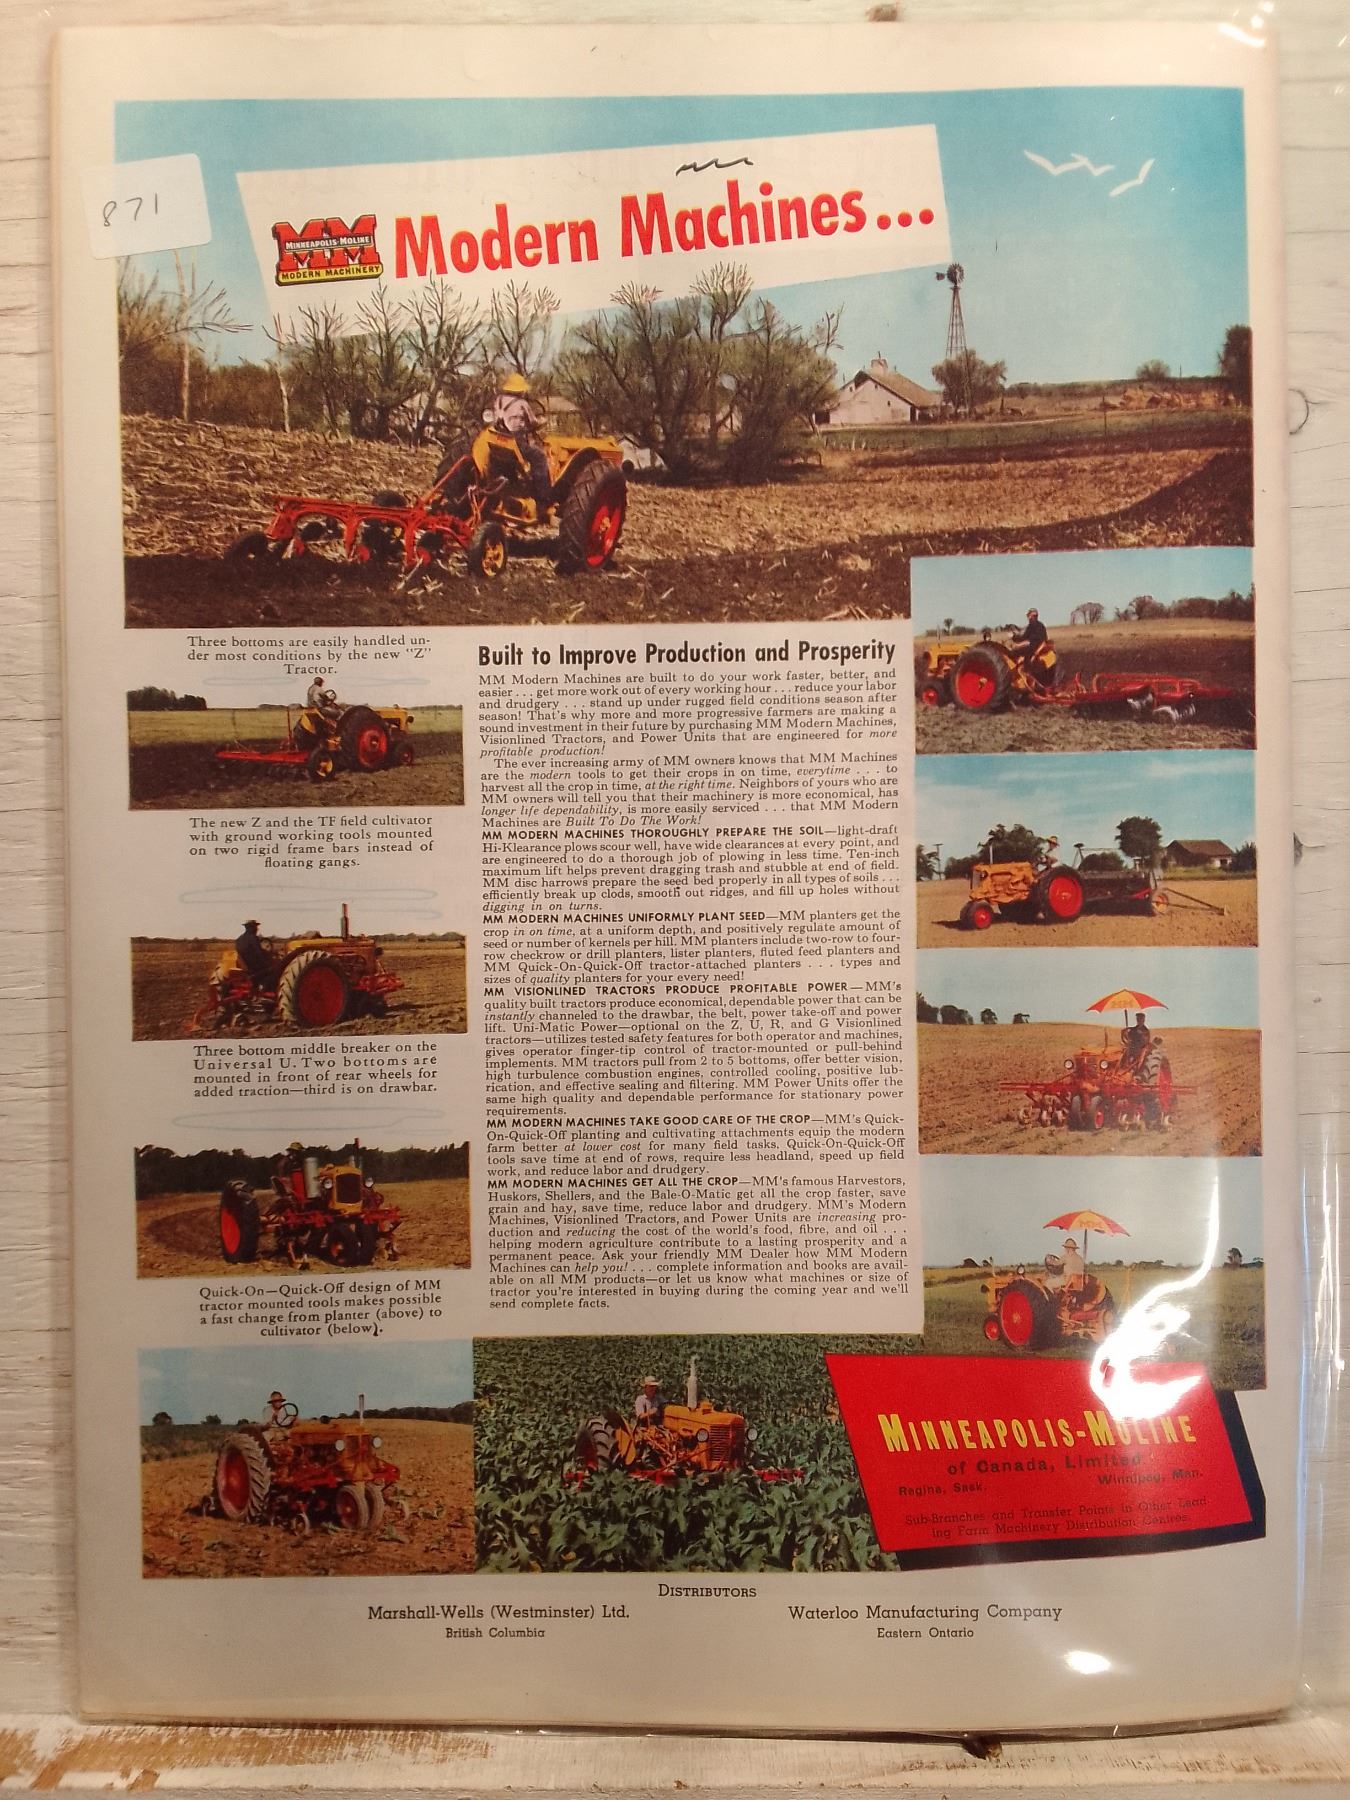 871
MM
MINNEAPOLIS-MOLINE
MODERN MACHINERY
Modern Machines...
Three bottoms are easily handled un-
der most conditions by the new "Z"
Tractor.
The new Z and the TF field cultivator
with ground working tools mounted
on two rigid frame bars instead of
floating gangs.
Three bottom middle breaker on the
Universal U. Two bottoms are
mounted in front of rear wheels for
added traction—third is on drawbar.
Quick-On—Quick-Off design of MM
tractor mounted tools makes possible
a fast change from planter (above) to
cultivator (below).
Built to Improve Production and Prosperity
MM Modern Machines are built to do your work faster, better, and
easier . . . get more work out of every working hour . . . reduce your labor
and drudgery . . . stand up under rugged field conditions season after
season! That's why more and more progressive farmers are making a
sound investment in their future by purchasing MM Modern Machines,
Visionlined Tractors, and Power Units that are engineered for more
profitable production!
The ever increasing army of MM owners knows that MM Machines
are the modern tools to get their crops in on time, everytime . . . to
harvest all the crop in time, at the right time. Neighbors of yours who are
MM owners will tell you that their machinery is more economical, has
longer life dependability, is more easily serviced . . . that MM Modern
Machines are Built To Do The Work!
MM MODERN MACHINES THOROUGHLY PREPARE THE SOIL—light-draft
Hi-Klearance plows scour well, have wide clearances at every point, and
are engineered to do a thorough job of plowing in less time. Ten-inch
maximum lift helps prevent dragging trash and stubble at end of field.
MM disc harrows prepare the seed bed properly in all types of soils . . .
efficiently break up clods, smooth out ridges, and fill up holes without
digging in on turns.
MM MODERN MACHINES UNIFORMLY PLANT SEED—MM planters get the
crop in on time, at a uniform depth, and positively regulate amount of
seed or number of kernels per hill. MM planters include two-row to four-
row checkrow or drill planters, lister planters, fluted feed planters and
MM Quick-On-Quick-Off tractor-attached planters . . . types and
sizes of quality planters for your every need!
MM VISIONLINED TRACTORS PRODUCE PROFITABLE POWER—MM's
quality built tractors produce economical, dependable power that can be
instantly channeled to the drawbar, the belt, power take-off and power
lift. Uni-Matic Power—optional on the Z, U, R, and G Visionlined
tractors—utilizes tested safety features for both operator and machines,
gives operator finger-tip control of tractor-mounted or pull-behind
implements. MM tractors pull from 2 to 5 bottoms, offer better vision,
high turbulence combustion engines, controlled cooling, positive lub-
rication, and effective sealing and filtering. MM Power Units offer the
same high quality and dependable performance for stationary power
requirements.
MM MODERN MACHINES TAKE GOOD CARE OF THE CROP—MM's Quick-
On-Quick-Off planting and cultivating attachments equip the modern
farm better at lower cost for many field tasks. Quick-On-Quick-Off
tools save time at end of rows, require less headland, speed up field
work, and reduce labor and drudgery.
MM MODERN MACHINES GET ALL THE CROP—MM's famous Harvestors,
Huskors, Shellers, and the Bale-O-Matic get all the crop faster, save
grain and hay, save time, reduce labor and drudgery. MM's Modern
Machines, Visionlined Tractors, and Power Units are increasing pro-
duction and reducing the cost of the world's food, fibre, and oil . . .
helping modern agriculture contribute to a lasting prosperity and a
permanent peace. Ask your friendly MM Dealer how MM Modern
Machines can help you! . . . complete information and books are avail-
able on all MM products—or let us know what machines or size of
tractor you're interested in buying during the coming year and we'll
send complete facts.
MM
MM
MINNEAPOLIS-MOLINE
of Canada, Limited
Regina, Sask. Winnipeg, Man.
Sub-Branches and Transfer Points in Other Lead-
ing Farm Machinery Distribution Centres.
DISTRIBUTORS
Marshall-Wells (Westminster) Ltd.
British Columbia
Waterloo Manufacturing Company
Eastern Ontario